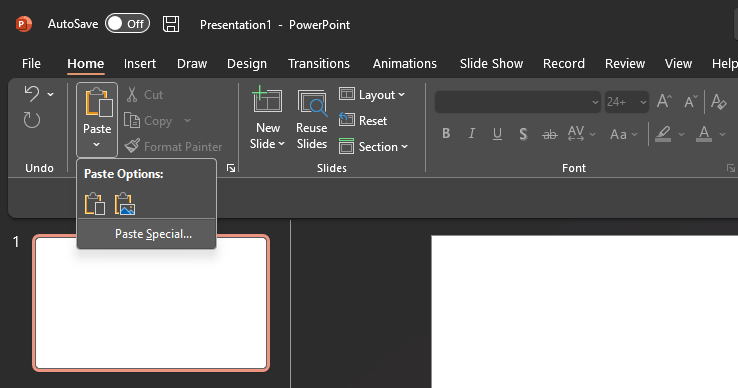 AutoSave Off Presentation1 - PowerPoint
File Home Insert Draw Design Transitions Animations Slide Show Record Review View Help
Paste
Cut
Copy
Format Painter
New
Slide
Reuse
Slides
Layout
Reset
Section
24+
A A A
B I U S ab AV Aa A
Undo
Slides
Font
Paste Options:
Paste Special...
1